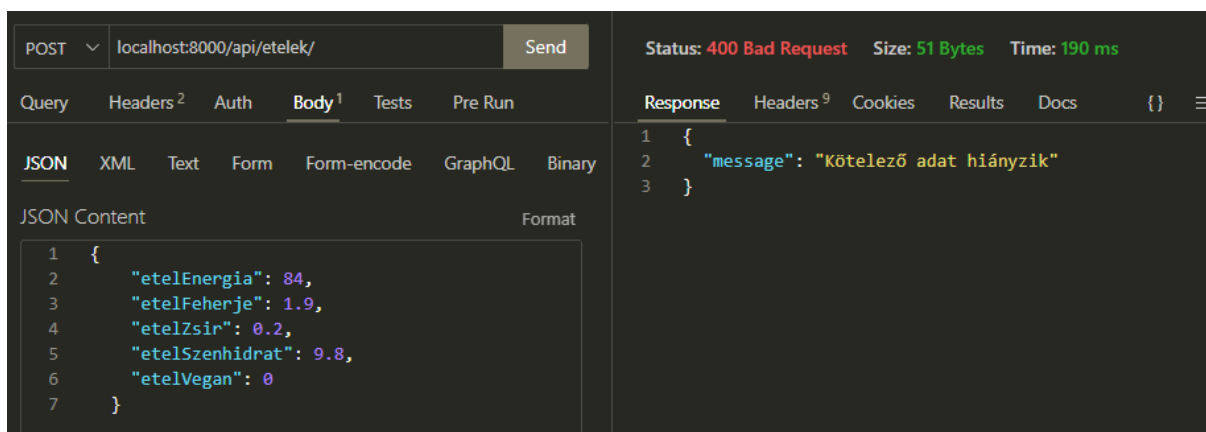 POST localhost:8000/api/etelek/ Send
Query Headers 2 Auth Body 1 Tests Pre Run
JSON XML Text Form Form-encode GraphQL Binary
JSON Content Format
1 {
2 "etelEnergia": 84,
3 "etelFeherje": 1.9,
4 "etelZsir": 0.2,
5 "etelSzenhidrat": 9.8,
6 "etelVegan": 0
7 }
Status: 400 Bad Request Size: 51 Bytes Time: 190 ms
Response Headers 9 Cookies Results Docs {}
1 {
2 "message": "Kötelező adat hiányzik"
3 }